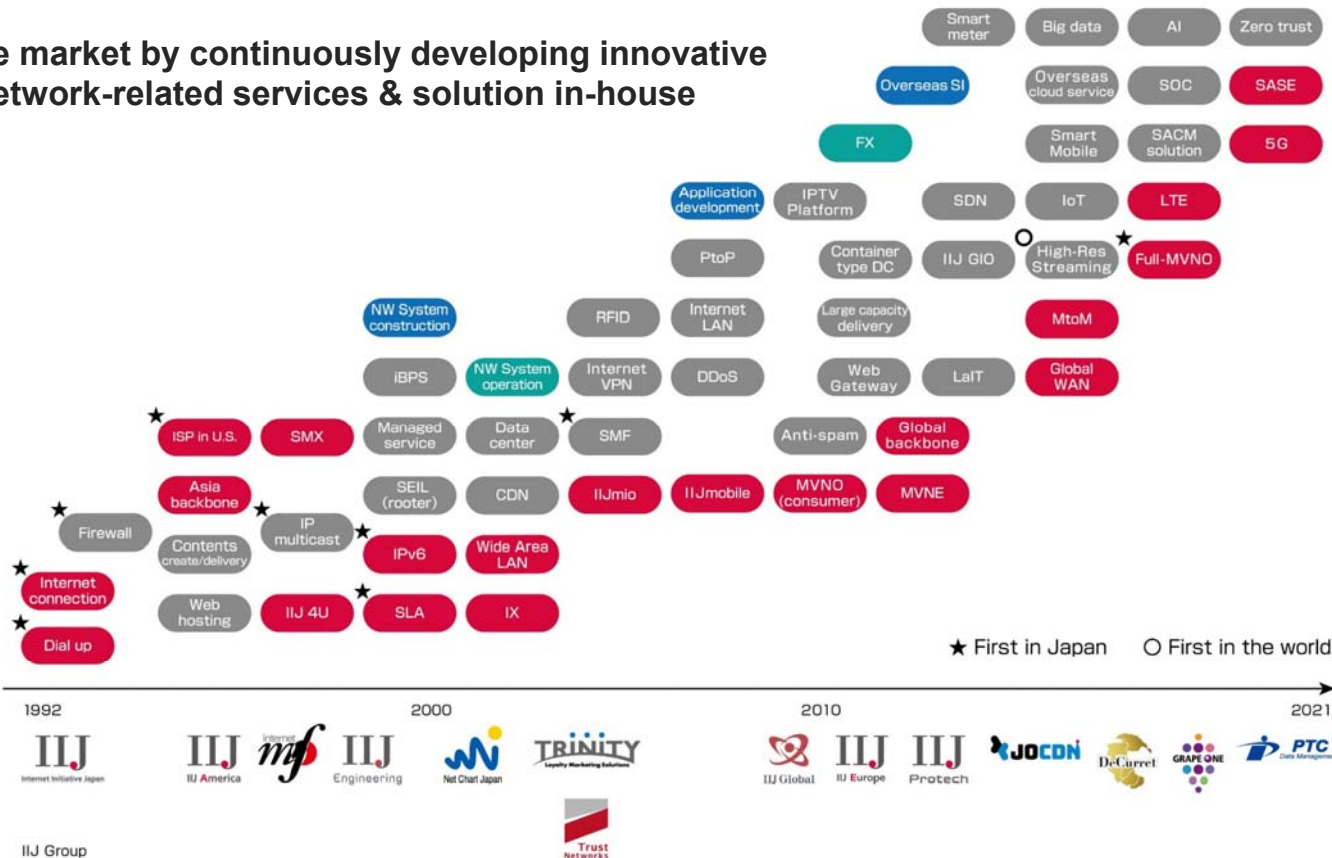 e market by continuously developing innovative
etwork-related services & solution in-house
Smart
meter
Big data
AI
Zero trust
Overseas SI
Overseas
cloud service
SOC
SASE
FX
Smart
Mobile
SACM
solution
5G
Application
development
IPTV
Platform
SDN
IoT
LTE
PtoP
Container
type DC
IIJ GIO
High-Res
Streaming
Full-MVNO
NW System
construction
RFID
Internet
LAN
Large capacity
delivery
MtoM
iBPS
NW System
operation
Internet
VPN
DDoS
Web
Gateway
LaIT
Global
WAN
ISP in U.S.
SMX
Managed
service
Data
center
SMF
Anti-spam
Global
backbone
Asia
backbone
SEIL
(rooter)
CDN
IIJmio
IIJmobile
MVNO
(consumer)
MVNE
Firewall
Contents
create/delivery
IP
multicast
IPv6
Wide Area
LAN
Internet
connection
Web
hosting
IIJ 4U
SLA
IX
Dial up
★ First in Japan ○ First in the world
1992 2000 2010 2021
IIJ
Internet Initiative Japan
IIJ
IIJ America
internet
mf
IIJ
Engineering
Net Chart Japan
TRINITY
Loyalty Marketing Solutions
IIJ Global
IIJ
IIJ Europe
IIJ
Protech
JOCDN
DeCurret
GRAPE ONE
PTC
Data Manageme
Trust
Networks
IIJ Group